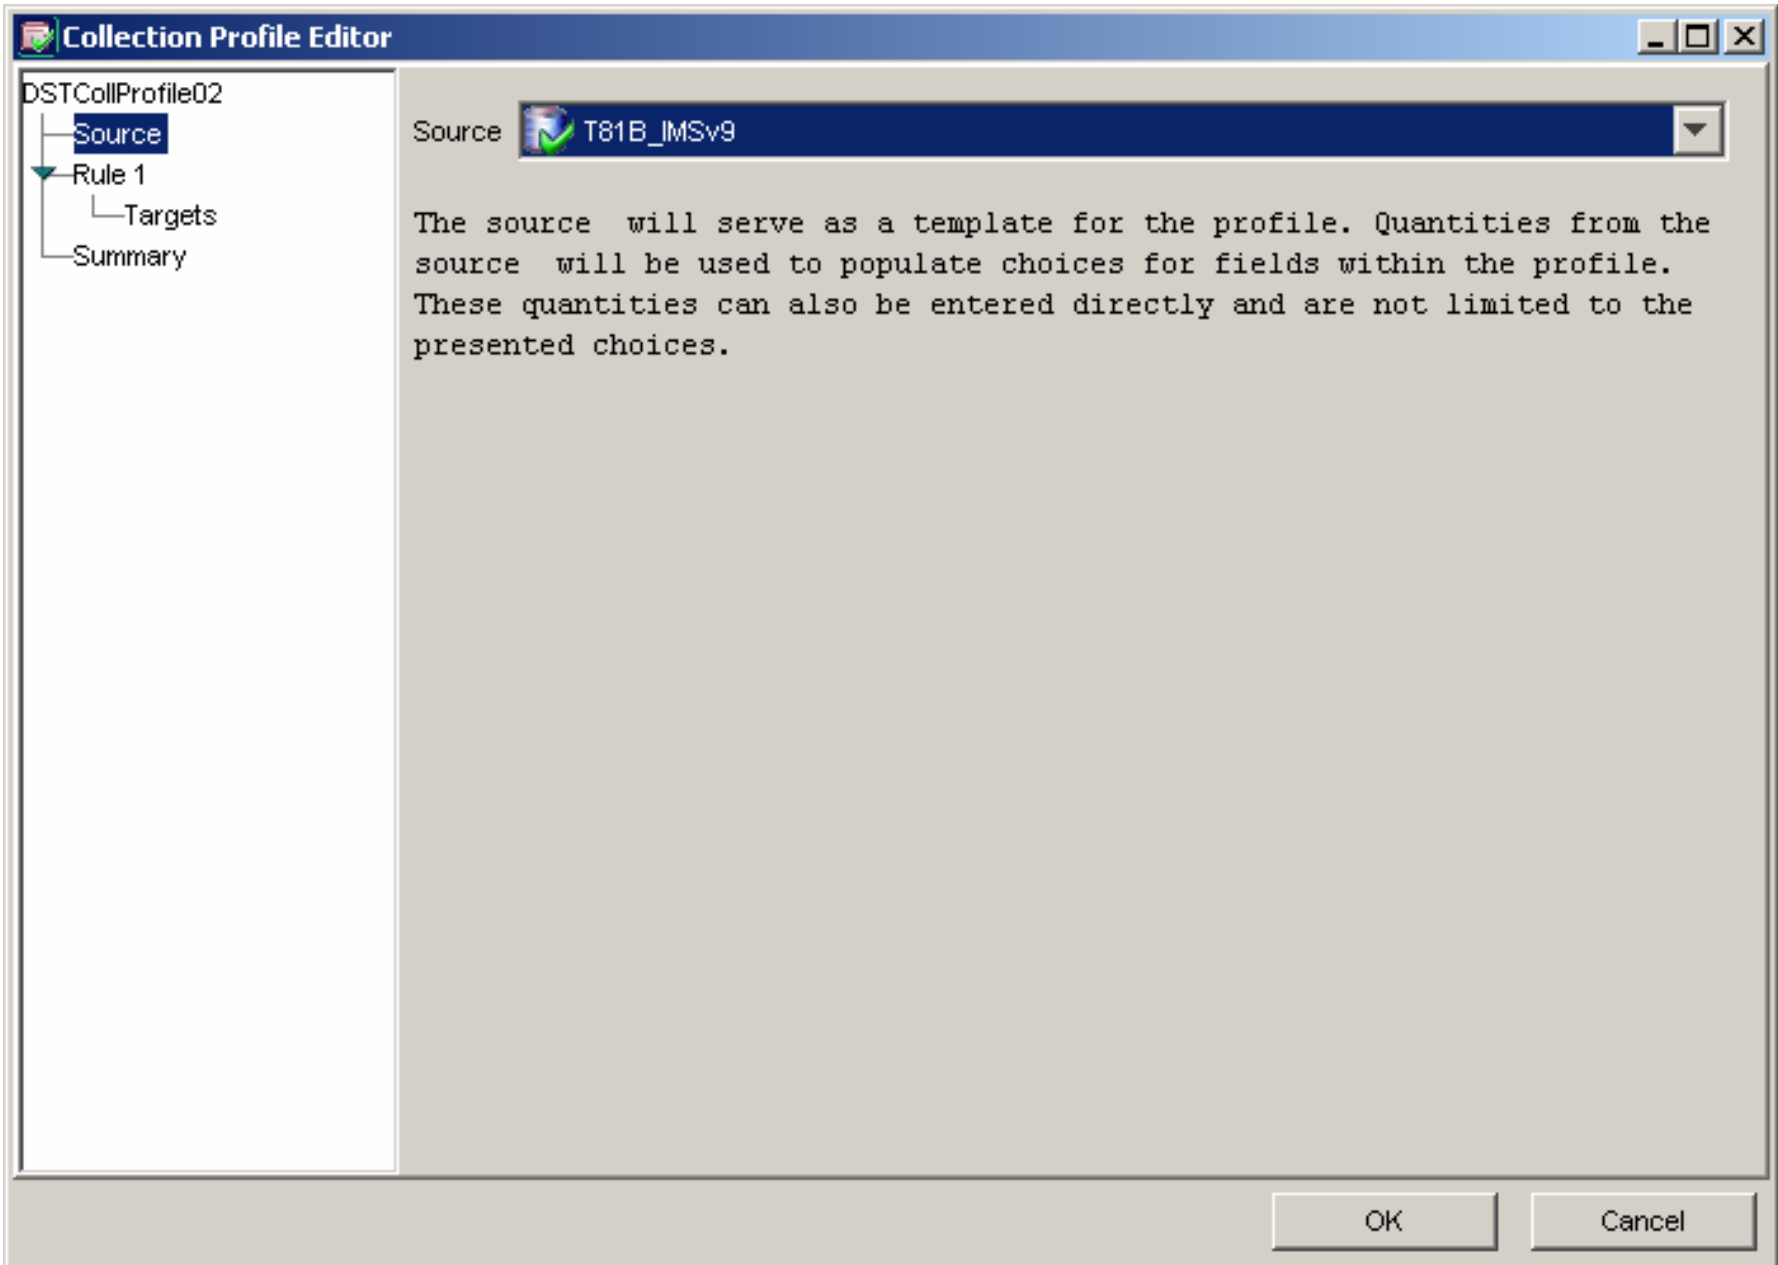 Collection Profile Editor
DSTCollProfile02
Source
Rule 1
Targets
Summary
Source T81B_IMSv9
The source  will serve as a template for the profile. Quantities from the
source  will be used to populate choices for fields within the profile.
These quantities can also be entered directly and are not limited to the
presented choices.
OK
Cancel